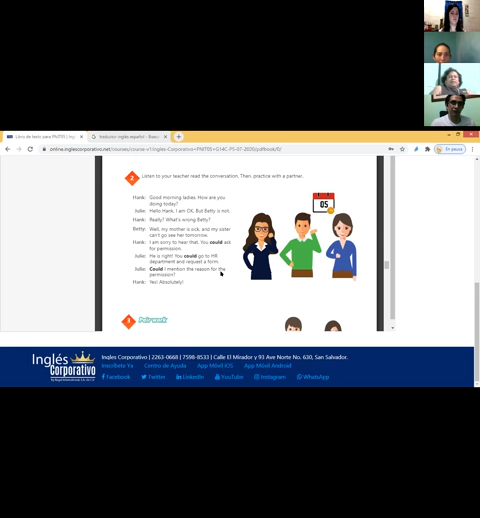 Libro de texto para PNITOS | Ing
traductor inglés español - Busc
online.inglescorporativo.net/courses/course-v1:Ingles-Corporativo+PNITOS+G14C-PS-07-2020/pdfbook/0/
En pausa
2 Listen to your teacher read the conversation. Then, practice with a partner.
Hank: Good morning ladies. How are you
doing today?
Julie: Hello Hank. I am OK. But Betty is not.
Hank: Really? What's wrong Betty?
Betty: Well, my mother is sick, and my sister
can't go see her tomorrow.
Hank: I am sorry to hear that. You could ask
for permission.
Julie: He is right! You could go to HR
department and request a form.
Julie: Could I mention the reason for the
permission?
Hank: Yes! Absolutely!
05
3 Pair work
Inglés
Corporativo
Ingles Corporativo | 2263-0668 | 7598-8533 | Calle El Mirador y 93 Ave Norte No. 630, San Salvador.
Inscríbete Ya Centro de Ayuda App Móvil iOS App Móvil Android
Facebook Twitter LinkedIn YouTube Instagram WhatsApp